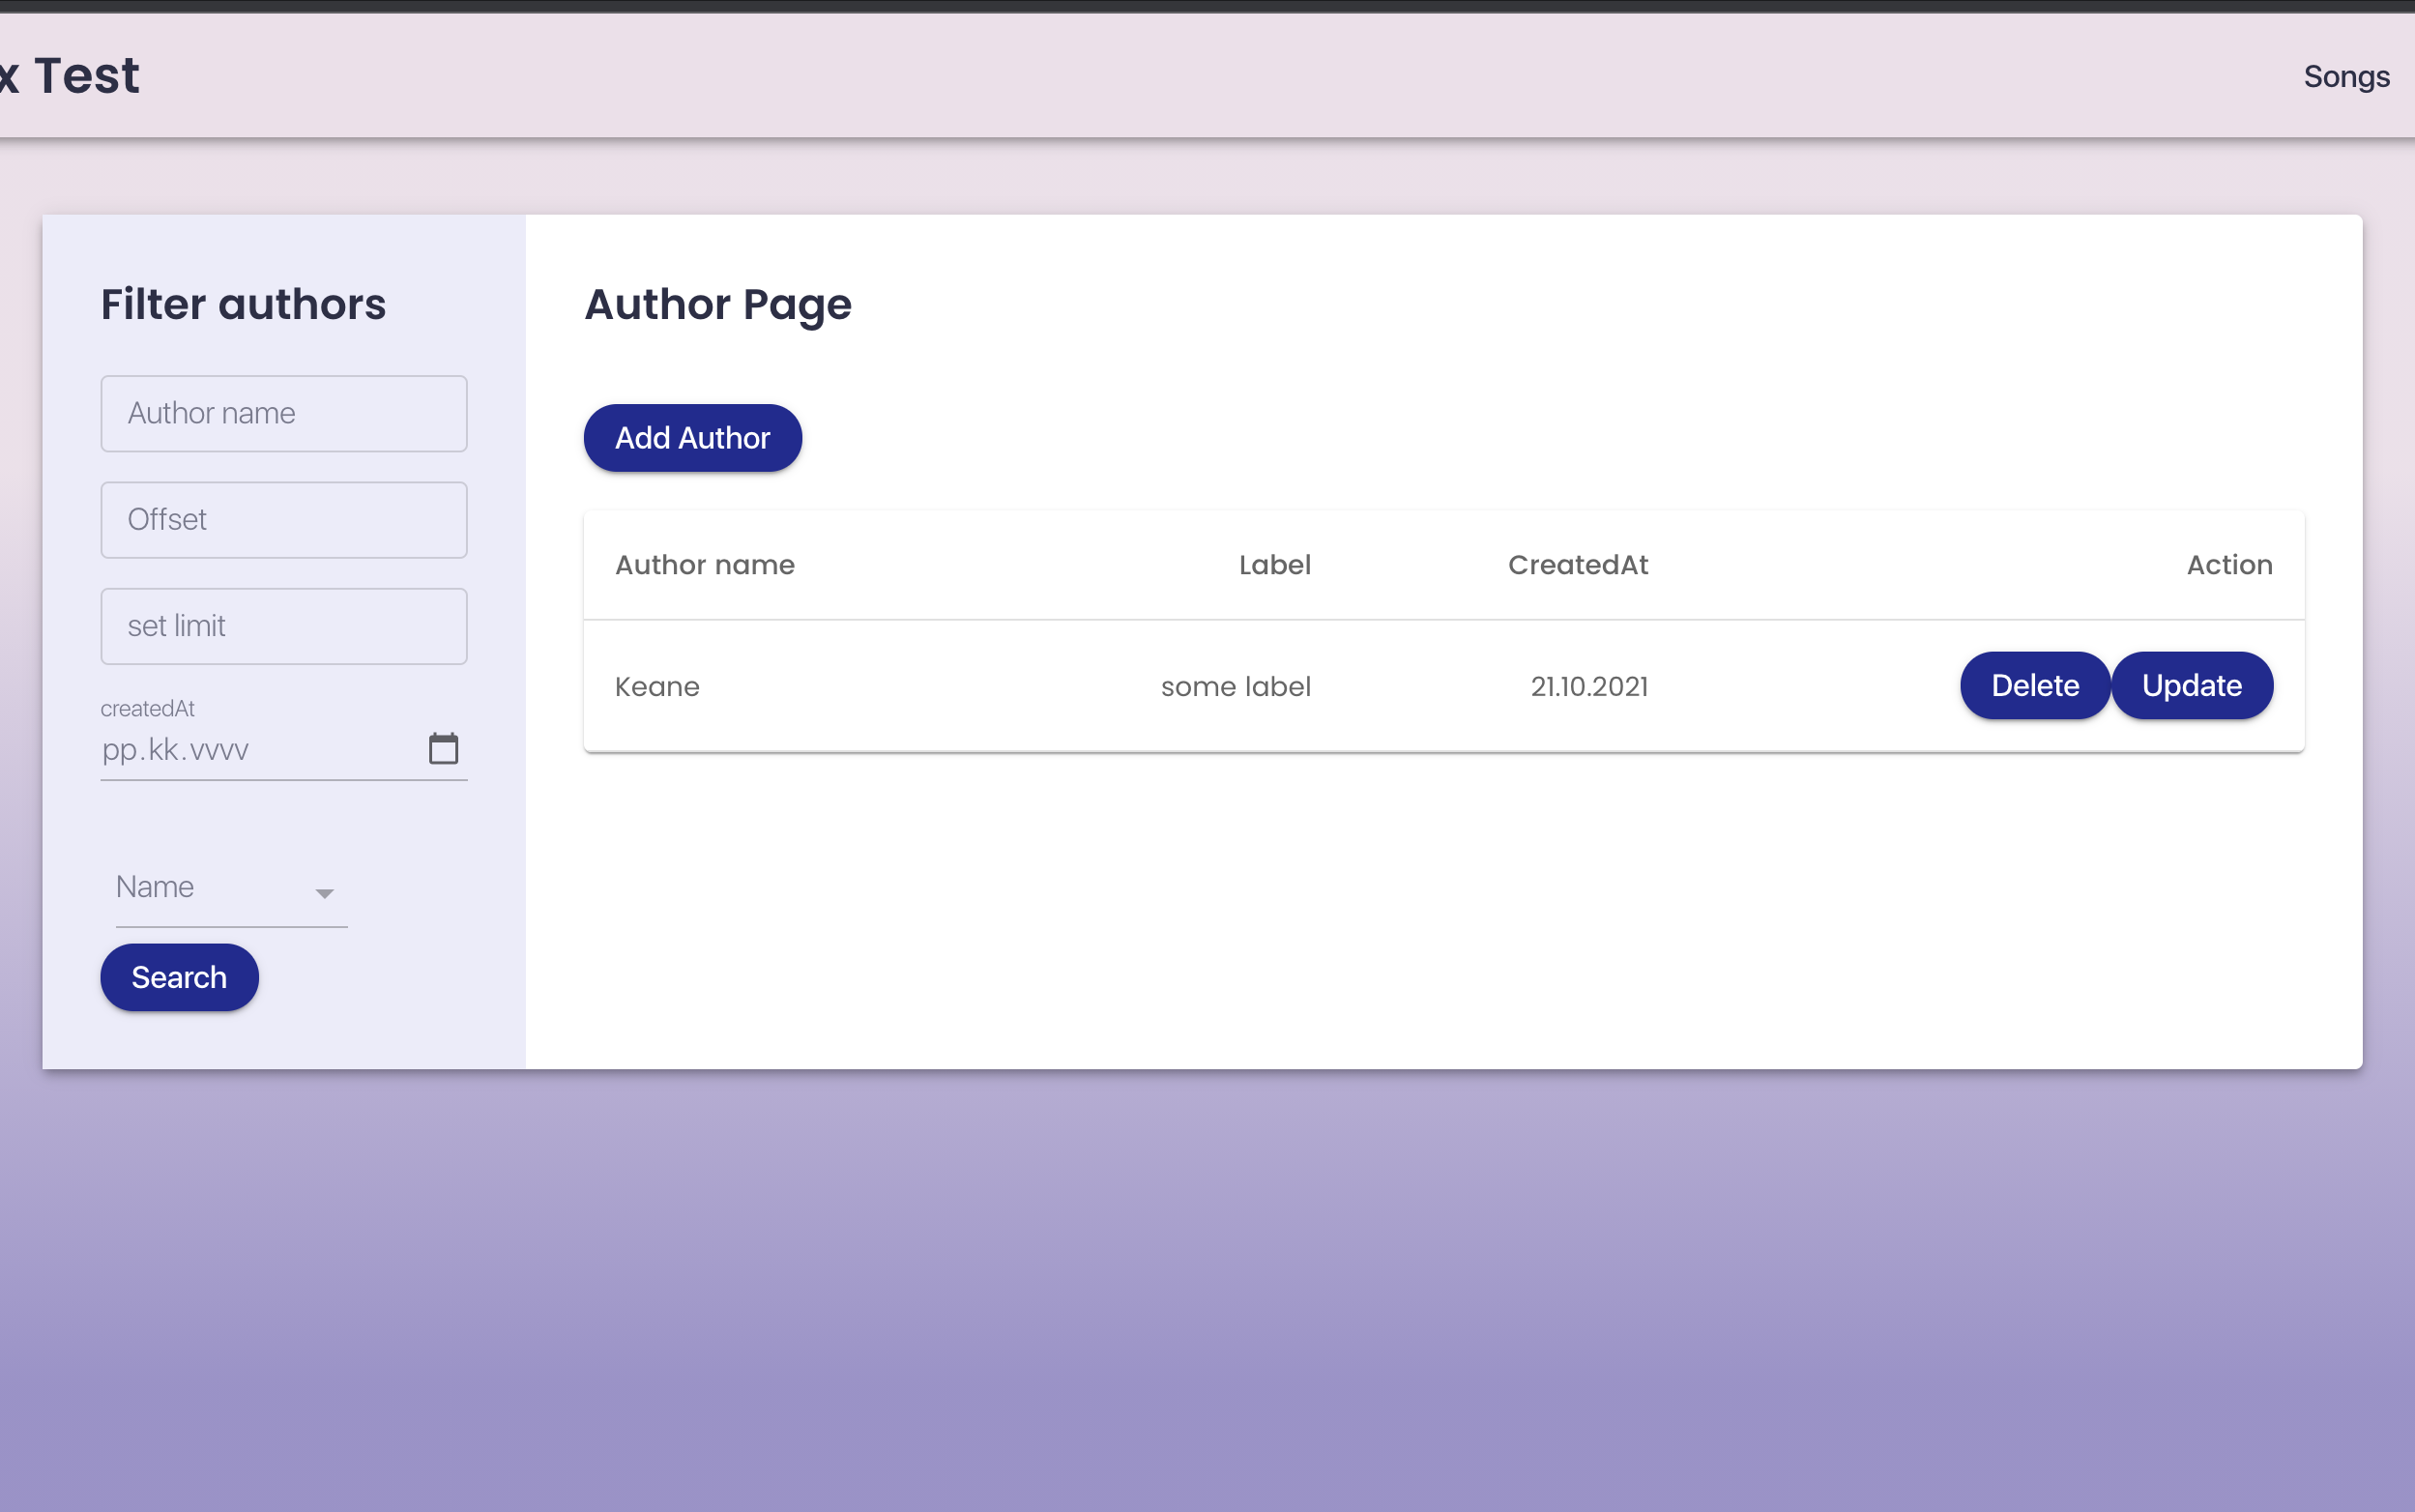 x Test
Songs
Filter authors
Author name
Offset
set limit
createdAt
pp.kk.vvvv
Name
Search
Author Page
Add Author
Author name Label CreatedAt Action
Keane some label 21.10.2021 Delete Update